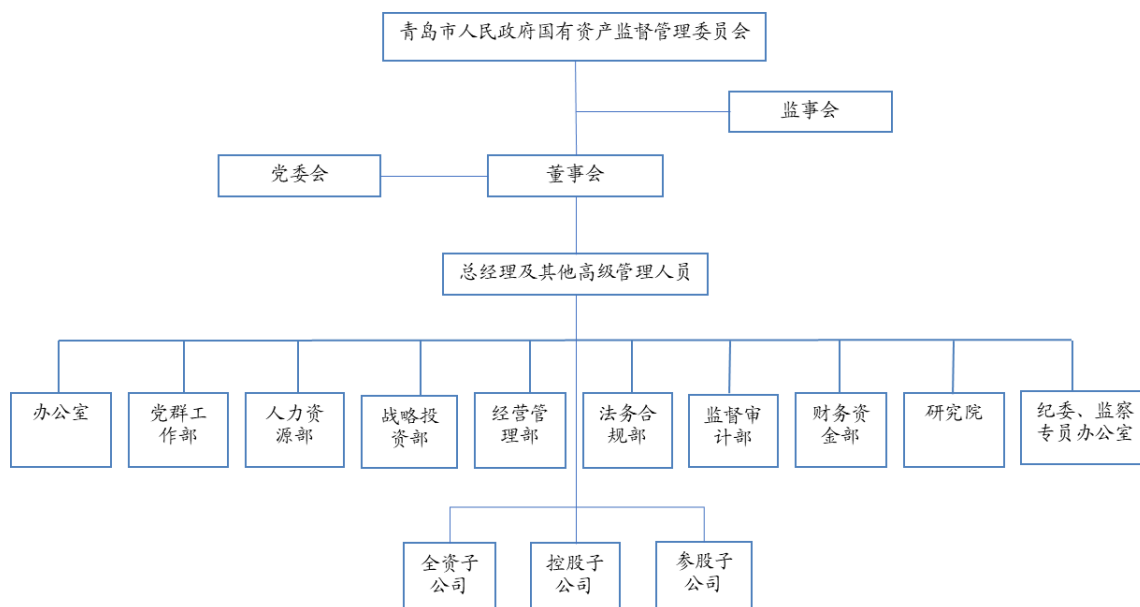 青岛市人民政府国有资产监督管理委员会
监事会
党委会
董事会
总经理及其他高级管理人员
办公室
党群工
作部
人力资
源部
战略投
资部
经营管
理部
法务合
规部
监督审
计部
财务资
金部
研究院
纪委、监察
专员办公室
全资子
公司
控股子
公司
参股子
公司